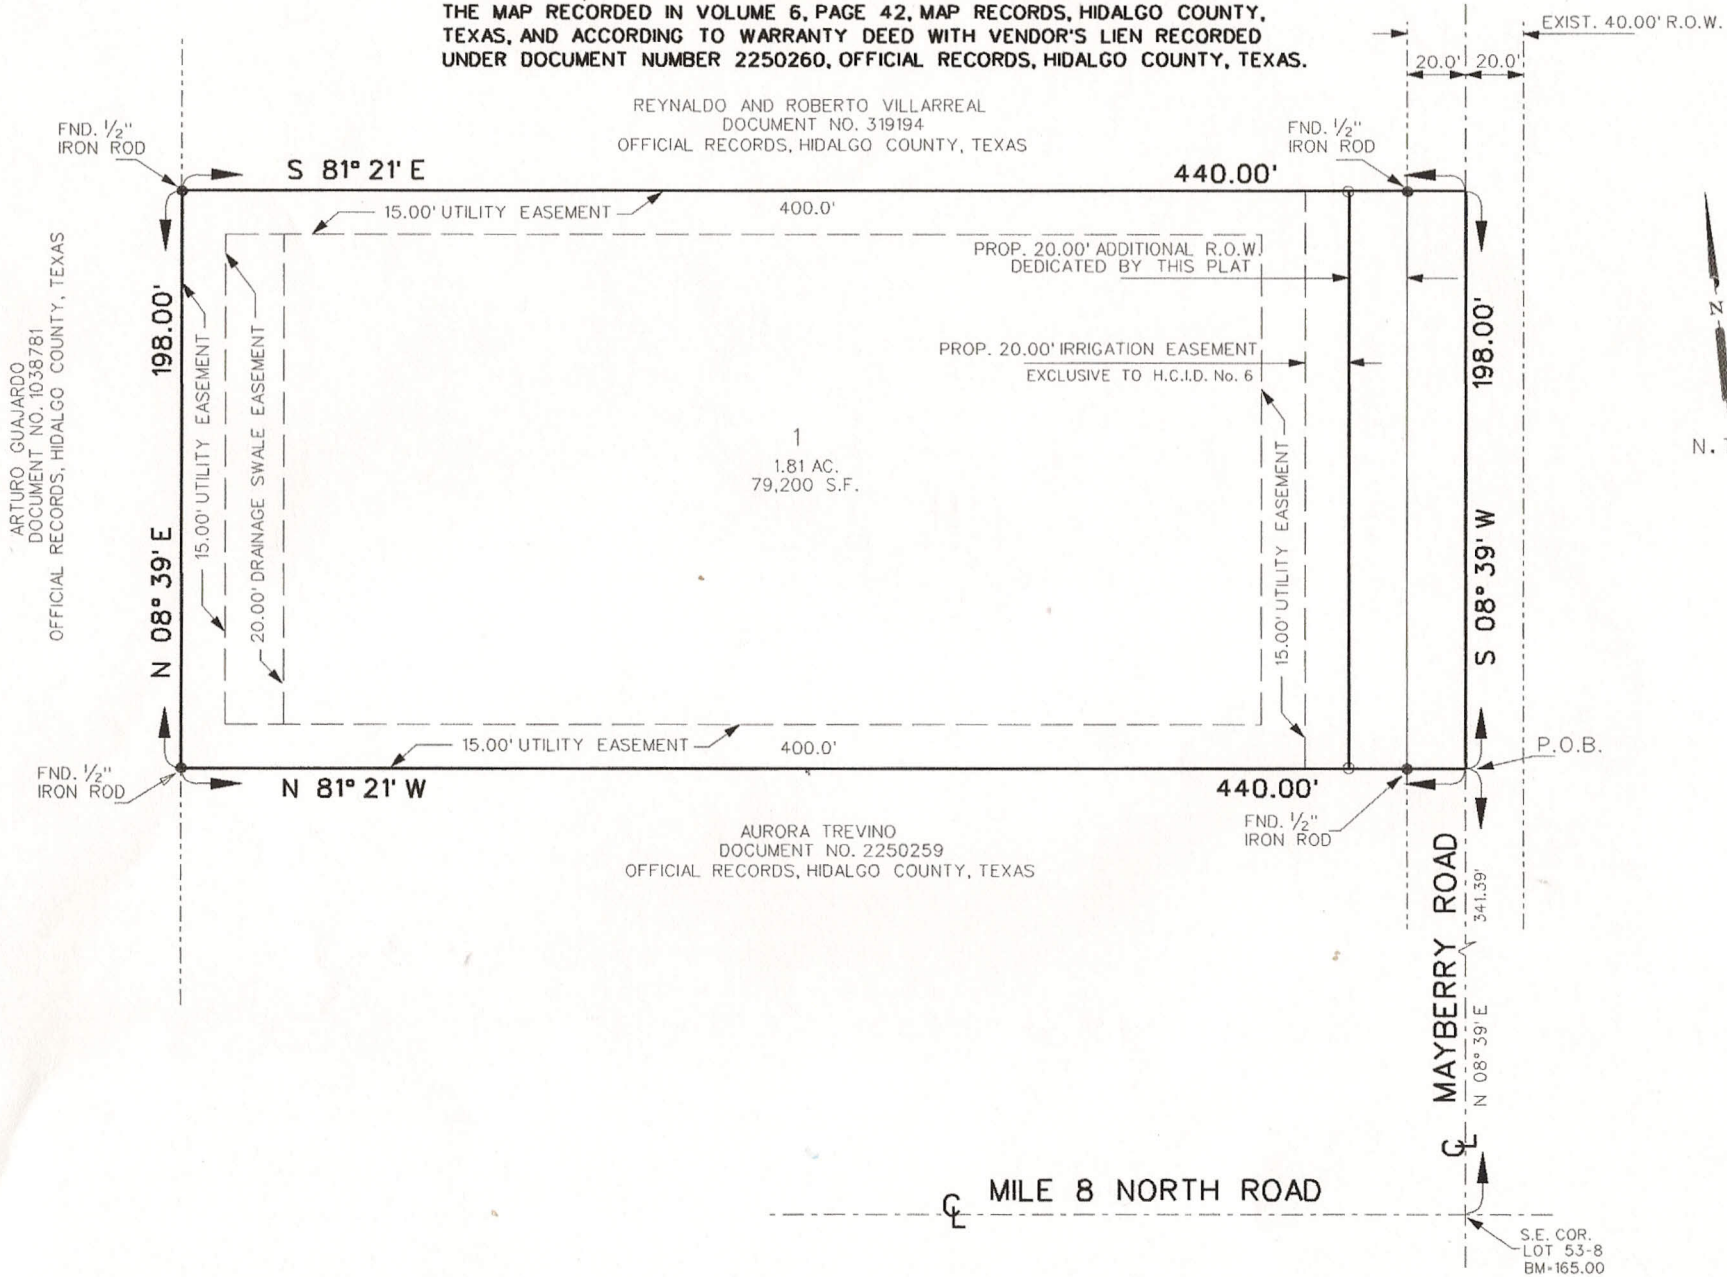 THE MAP RECORDED IN VOLUME 6, PAGE 42, MAP RECORDS, HIDALGO COUNTY,
TEXAS, AND ACCORDING TO WARRANTY DEED WITH VENDOR'S LIEN RECORDED
UNDER DOCUMENT NUMBER 2250260, OFFICIAL RECORDS, HIDALGO COUNTY, TEXAS.
EXIST. 40.00' R.O.W.
20.0' 20.0'
REYNALDO AND ROBERTO VILLARREAL
DOCUMENT NO. 319194
OFFICIAL RECORDS, HIDALGO COUNTY, TEXAS
FND. 1/2"
IRON ROD
FND. 1/2"
IRON ROD
S 81° 21' E
440.00'
15.00' UTILITY EASEMENT
400.0'
PROP. 20.00' ADDITIONAL R.O.W.
DEDICATED BY THIS PLAT
PROP. 20.00' IRRIGATION EASEMENT
EXCLUSIVE TO H.C.I.D. No. 6
ARTURO GUAJARDO
DOCUMENT NO. 1038781
OFFICIAL RECORDS, HIDALGO COUNTY, TEXAS
N 08° 39' E
198.00'
15.00' UTILITY EASEMENT
20.00' DRAINAGE SWALE EASEMENT
1
1.81 AC.
79,200 S.F.
15.00' UTILITY EASEMENT
S 08° 39' W
198.00'
N
N.
15.00' UTILITY EASEMENT
400.0'
P.O.B.
FND. 1/2"
IRON ROD
N 81° 21' W
440.00'
FND. 1/2"
IRON ROD
AURORA TREVINO
DOCUMENT NO. 2250259
OFFICIAL RECORDS, HIDALGO COUNTY, TEXAS
CL MAYBERRY ROAD
N 08° 39' E
341.39'
CL MILE 8 NORTH ROAD
S.E. COR.
LOT 53-8
BM=165.00